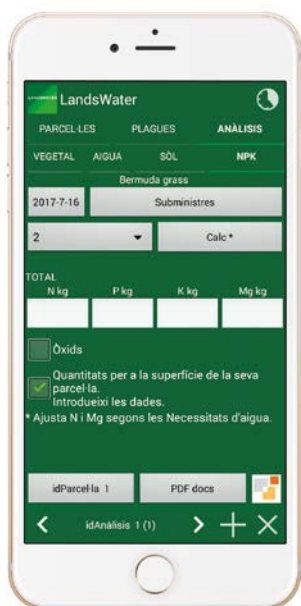 LandsWater
PARCEL·LES PLAGUES ANÀLISIS
VEGETAL AIGUA SÒL NPK
Bermuda grass
2017-7-16 Subministres
2 Calc *
TOTAL
N kg P kg K kg Mg kg
Òxids
Quantitats per a la superfície de la seva
parcel·la.
Introdueixi les dades.
* Ajusta N i Mg segons les Necessitats d'aigua.
idParcel·la 1 PDF docs
idAnàlisis 1 (1)